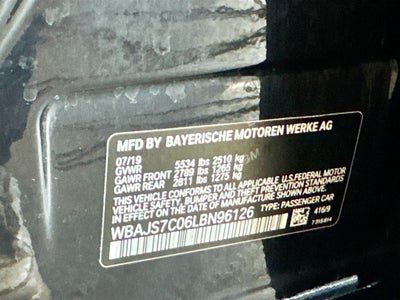 MFD BY BAYERISCHE MOTOREN WERKE AG
07/19
GVWR 5534 lbs 2510 kg
GAWR FRONT 2789 lbs 1265 kg
GAWR REAR 2811 lbs 1275 kg
THIS VEHICLE CONFORMS TO ALL APPLICABLE U.S.FEDERAL MOTOR
VEHICLE SAFETY, BUMPER, AND THEFT PREVENTION STANDARDS
IN EFFECT ON THE DATE OF MANUFACTURE SHOWN ABOVE.
WBAJS7C06LBN96126 TYPE: PASSENGER CAR
416/9